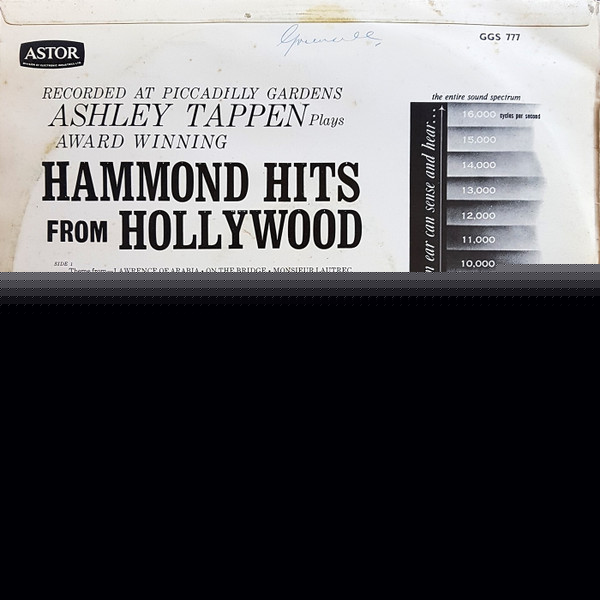 ASTOR
GGS 777
RECORDED AT PICCADILLY GARDENS
ASHLEY TAPPEN Plays
AWARD WINNING
HAMMOND HITS
FROM HOLLYWOOD
SIDE 1
Theme from—LAWRENCE OF ARABIA • ON THE BRIDGE • MONSIEUR LAUTREC
the entire sound spectrum
16,000 cycles per second
15,000
14,000
13,000
12,000
11,000
10,000
ear can sense and hear...